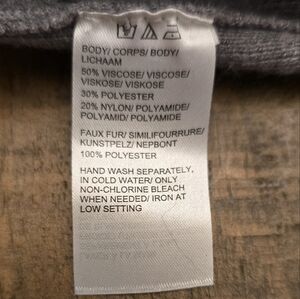 BODY/ CORPS/ BODY/
LICHAAM
50% VISCOSE/ VISCOSE/
VISKOSE/ VISKOSE
30% POLYESTER
20% NYLON/ POLYAMIDE/
POLYAMID/ POLYAMIDE
FAUX FUR/ SIMILIFOURRURE/
KUNSTPELZ/ NEPBONT
100% POLYESTER
HAND WASH SEPARATELY,
IN COLD WATER/ ONLY
NON-CHLORINE BLEACH
WHEN NEEDED/ IRON AT
LOW SETTING